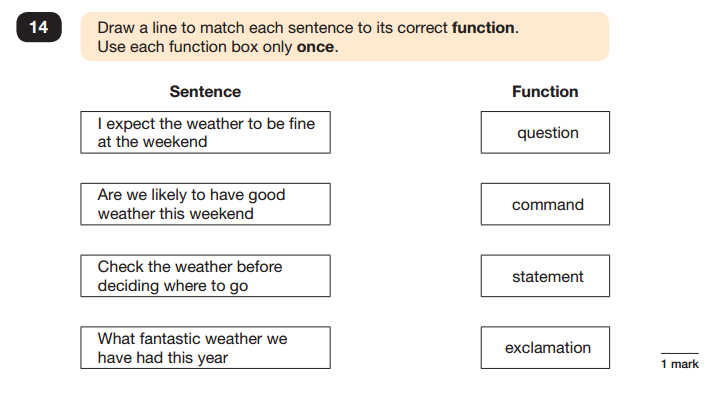 14
Draw a line to match each sentence to its correct function.
Use each function box only once.
Sentence
Function
I expect the weather to be fine
at the weekend
question
Are we likely to have good
weather this weekend
command
Check the weather before
deciding where to go
statement
What fantastic weather we
have had this year
exclamation
1 mark